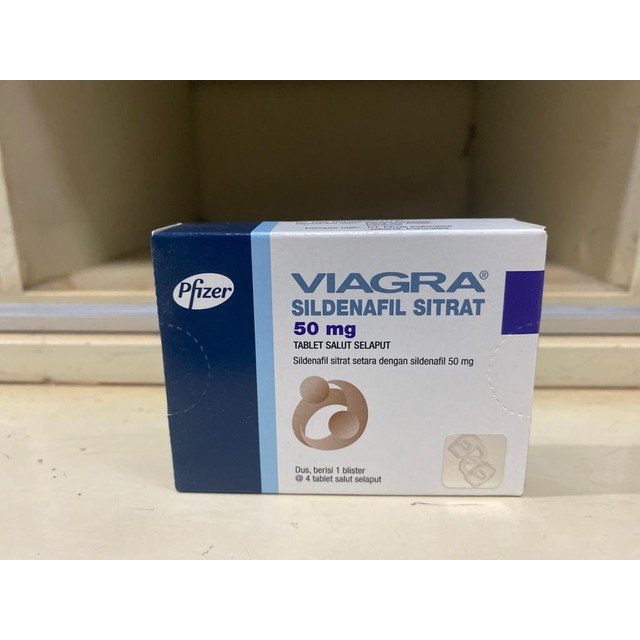 Pfizer
VIAGRA®
SILDENAFIL SITRAT
50 mg
TABLET SALUT SELAPUT
Sildenafil sitrat setara dengan sildenafil 50 mg
Dus, berisi 1 blister
@ 4 tablet salut selaput